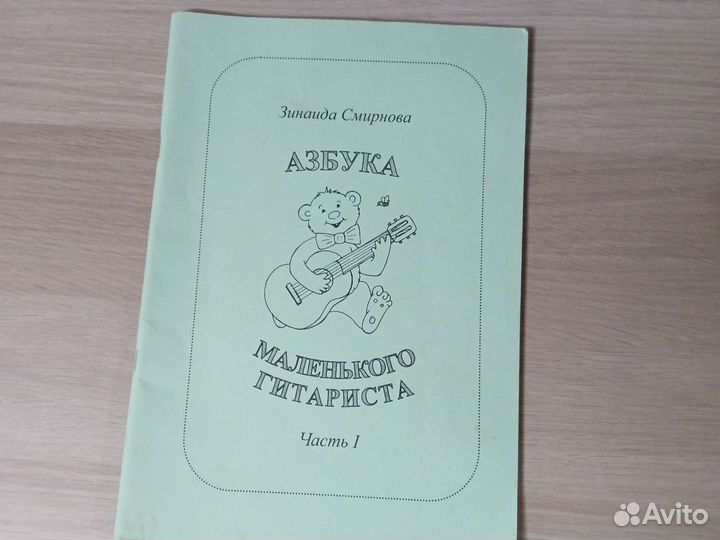 Зинаида Смирнова
АЗБУКА
МАЛЕНЬКОГО
ГИТАРИСТА
Часть I
Avito